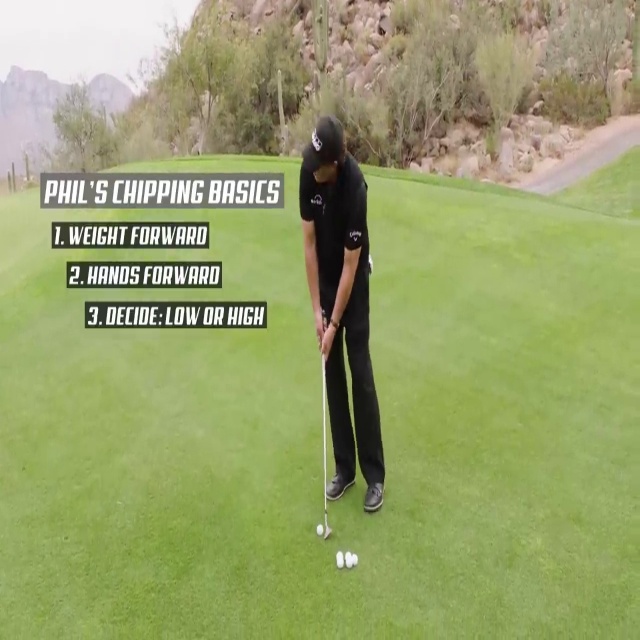 PHIL'S CHIPPING BASICS
1. WEIGHT FORWARD
2. HANDS FORWARD
3. DECIDE: LOW OR HIGH